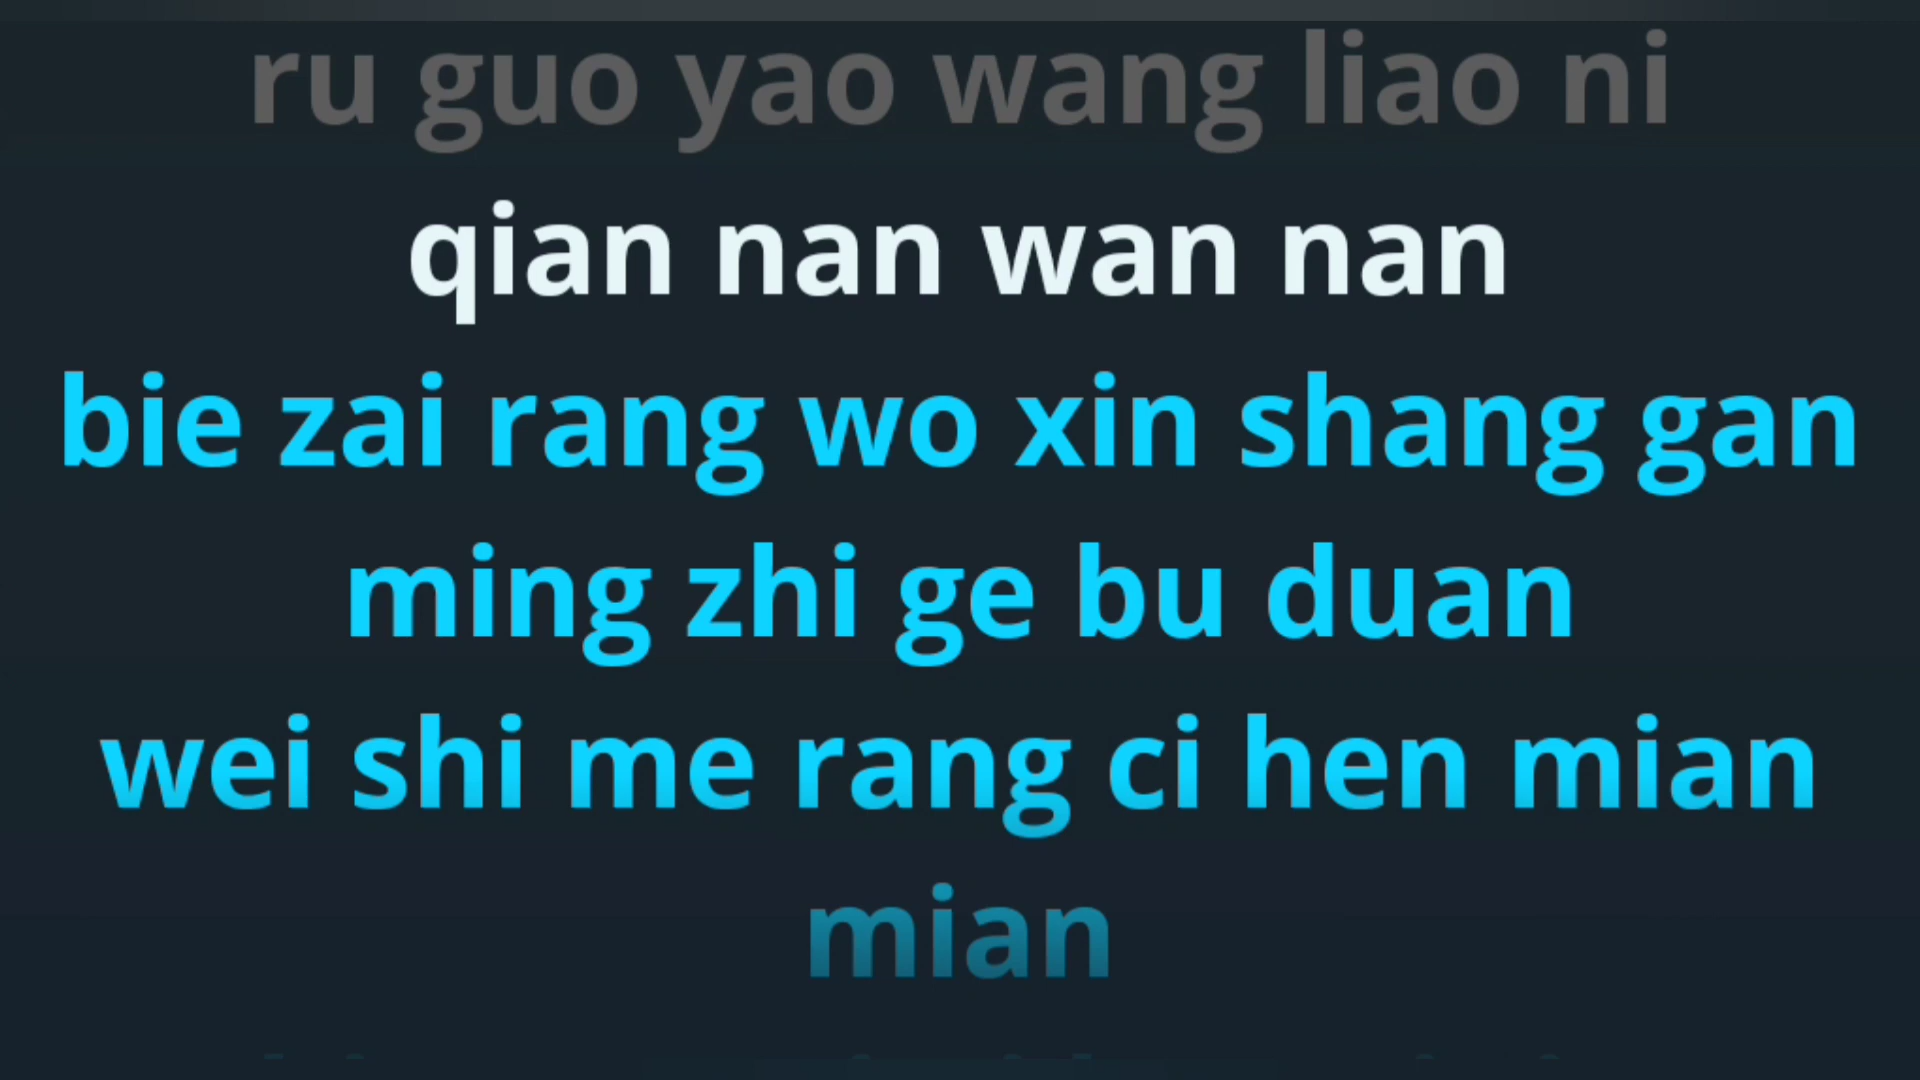 ru guo yao wang liao ni
qian nan wan nan
bie zai rang wo xin shang gan
ming zhi ge bu duan
wei shi me rang ci hen mian
mian